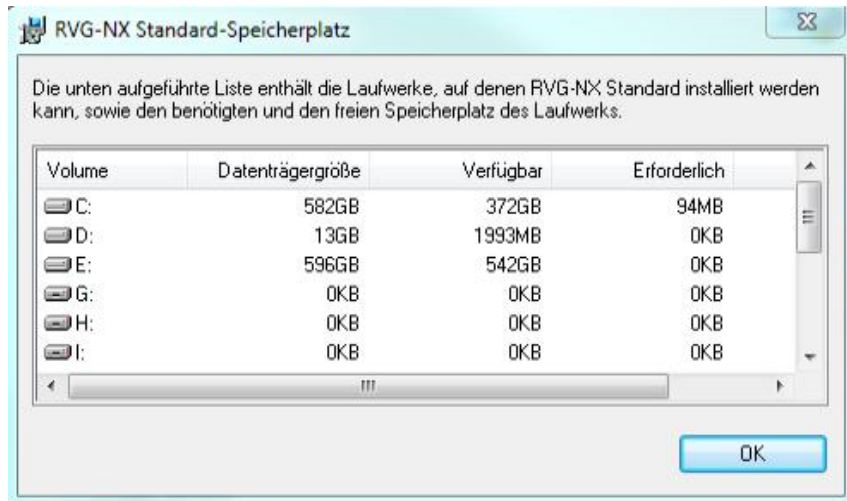 RVG-NX Standard-Speicherplatz
Die unten aufgeführte Liste enthält die Laufwerke, auf denen RVG-NX Standard installiert werden
kann, sowie den benötigten und den freien Speicherplatz des Laufwerks.
Volume Datenträgergröße Verfügbar Erforderlich
C: 582GB 372GB 94MB
D: 13GB 1993MB 0KB
E: 596GB 542GB 0KB
G: 0KB 0KB 0KB
H: 0KB 0KB 0KB
I: 0KB 0KB 0KB
OK